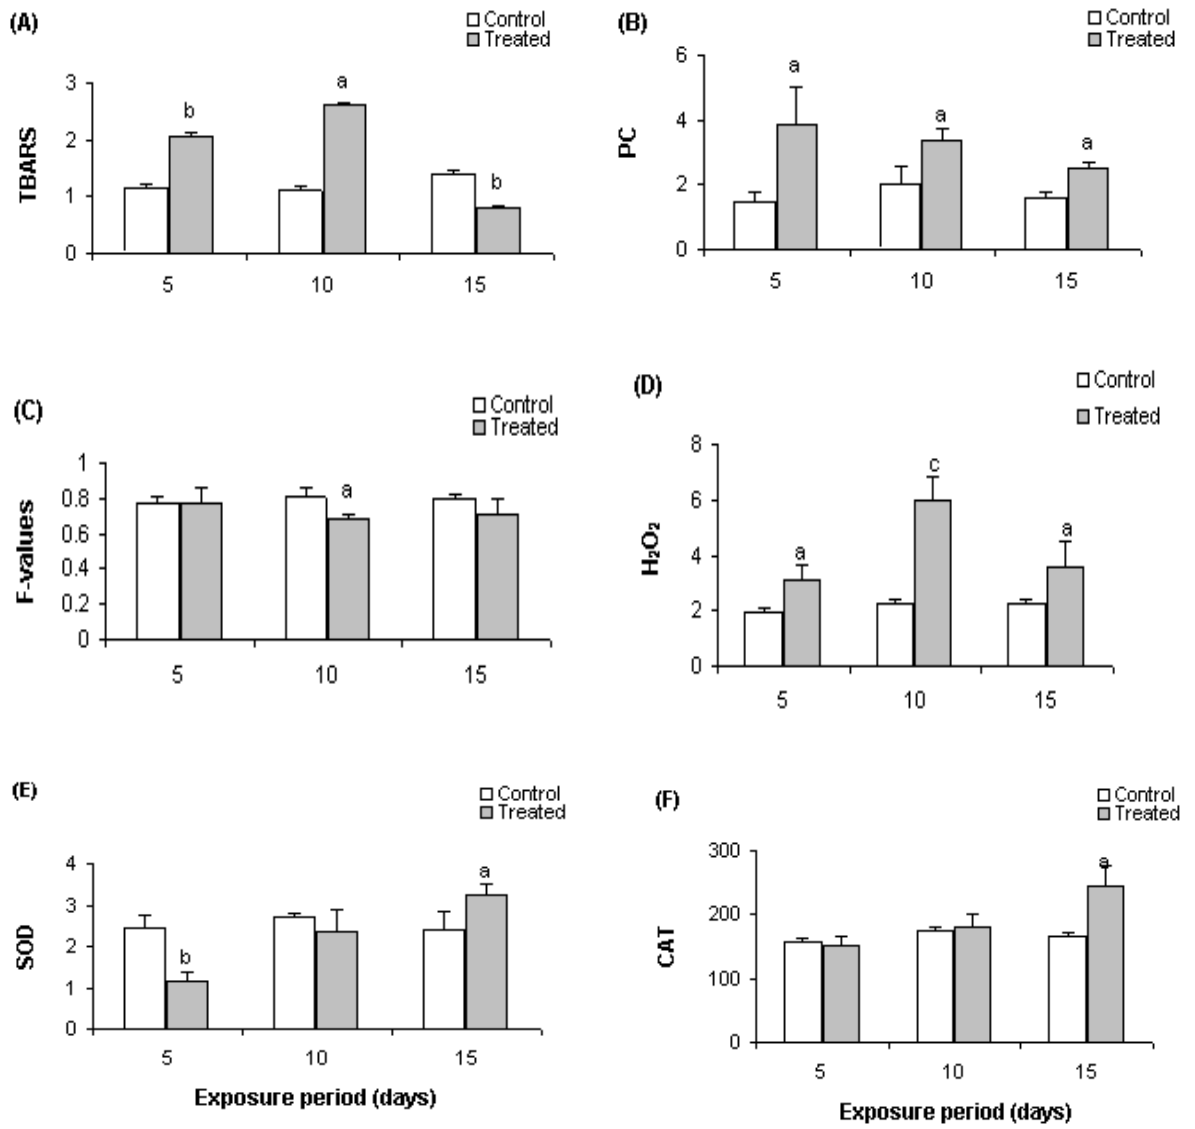 (A)
Control
Treated
TBARS
3
2
1
0
b
a
b
5 10 15
(B)
Control
Treated
PC
6
4
2
0
a
a
a
5 10 15
(C)
Control
Treated
F-values
1
0.8
0.6
0.4
0.2
0
a
5 10 15
(D)
Control
Treated
H₂O₂
8
6
4
2
0
a
c
a
5 10 15
(E)
Control
Treated
SOD
4
3
2
1
0
b
a
5 10 15
Exposure period (days)
(F)
Control
Treated
CAT
300
200
100
0
a
5 10 15
Exposure period (days)